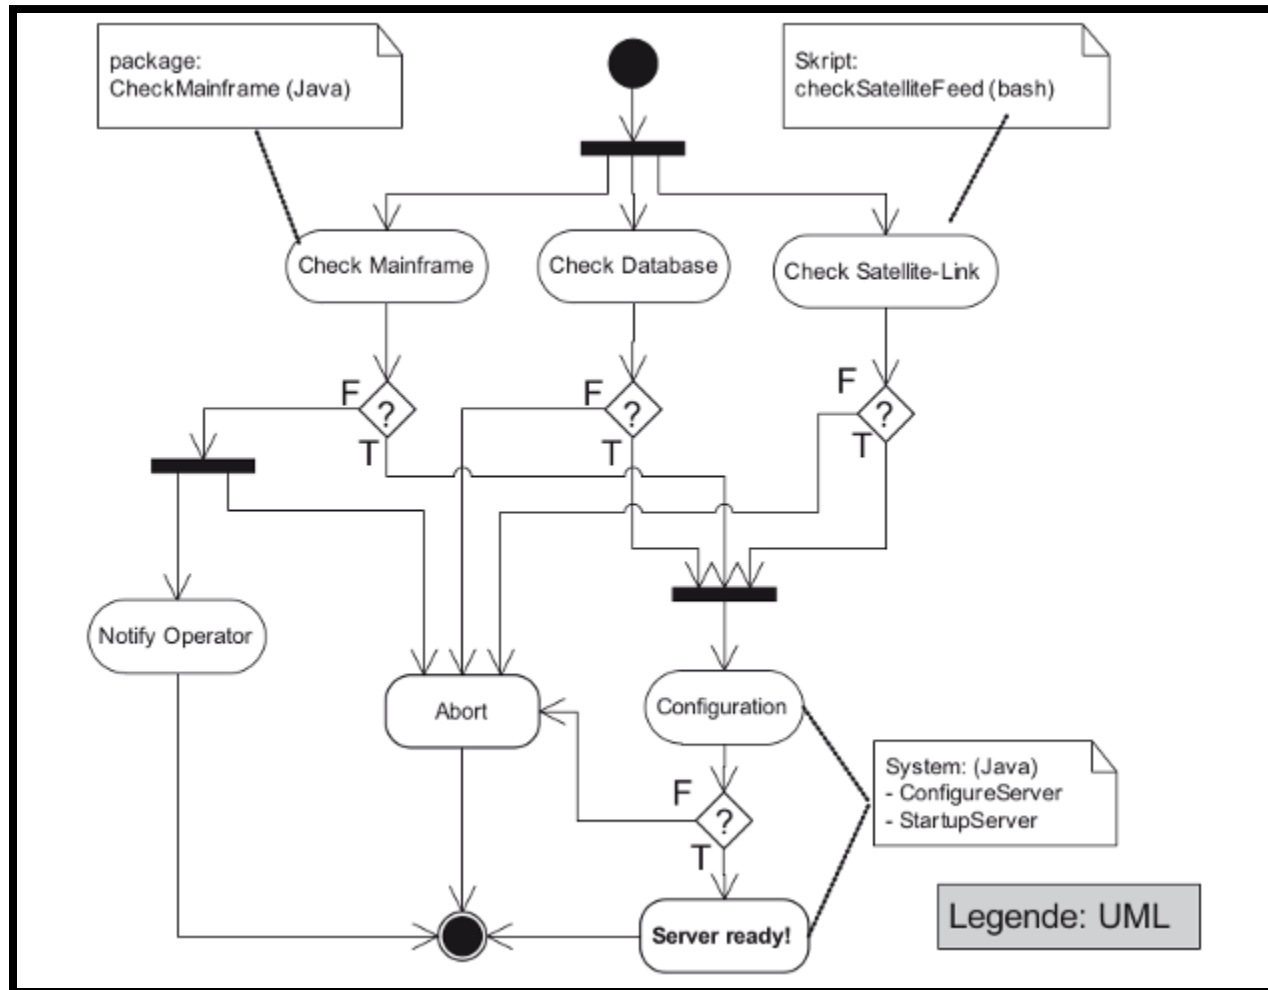 package:
CheckMainframe (Java)
Skript:
checkSatelliteFeed (bash)
Check Mainframe
Check Database
Check Satellite-Link
F
?
T
F
?
T
F
?
T
Notify Operator
Abort
Configuration
F
?
T
System: (Java)
- ConfigureServer
- StartupServer
Server ready!
Legende: UML